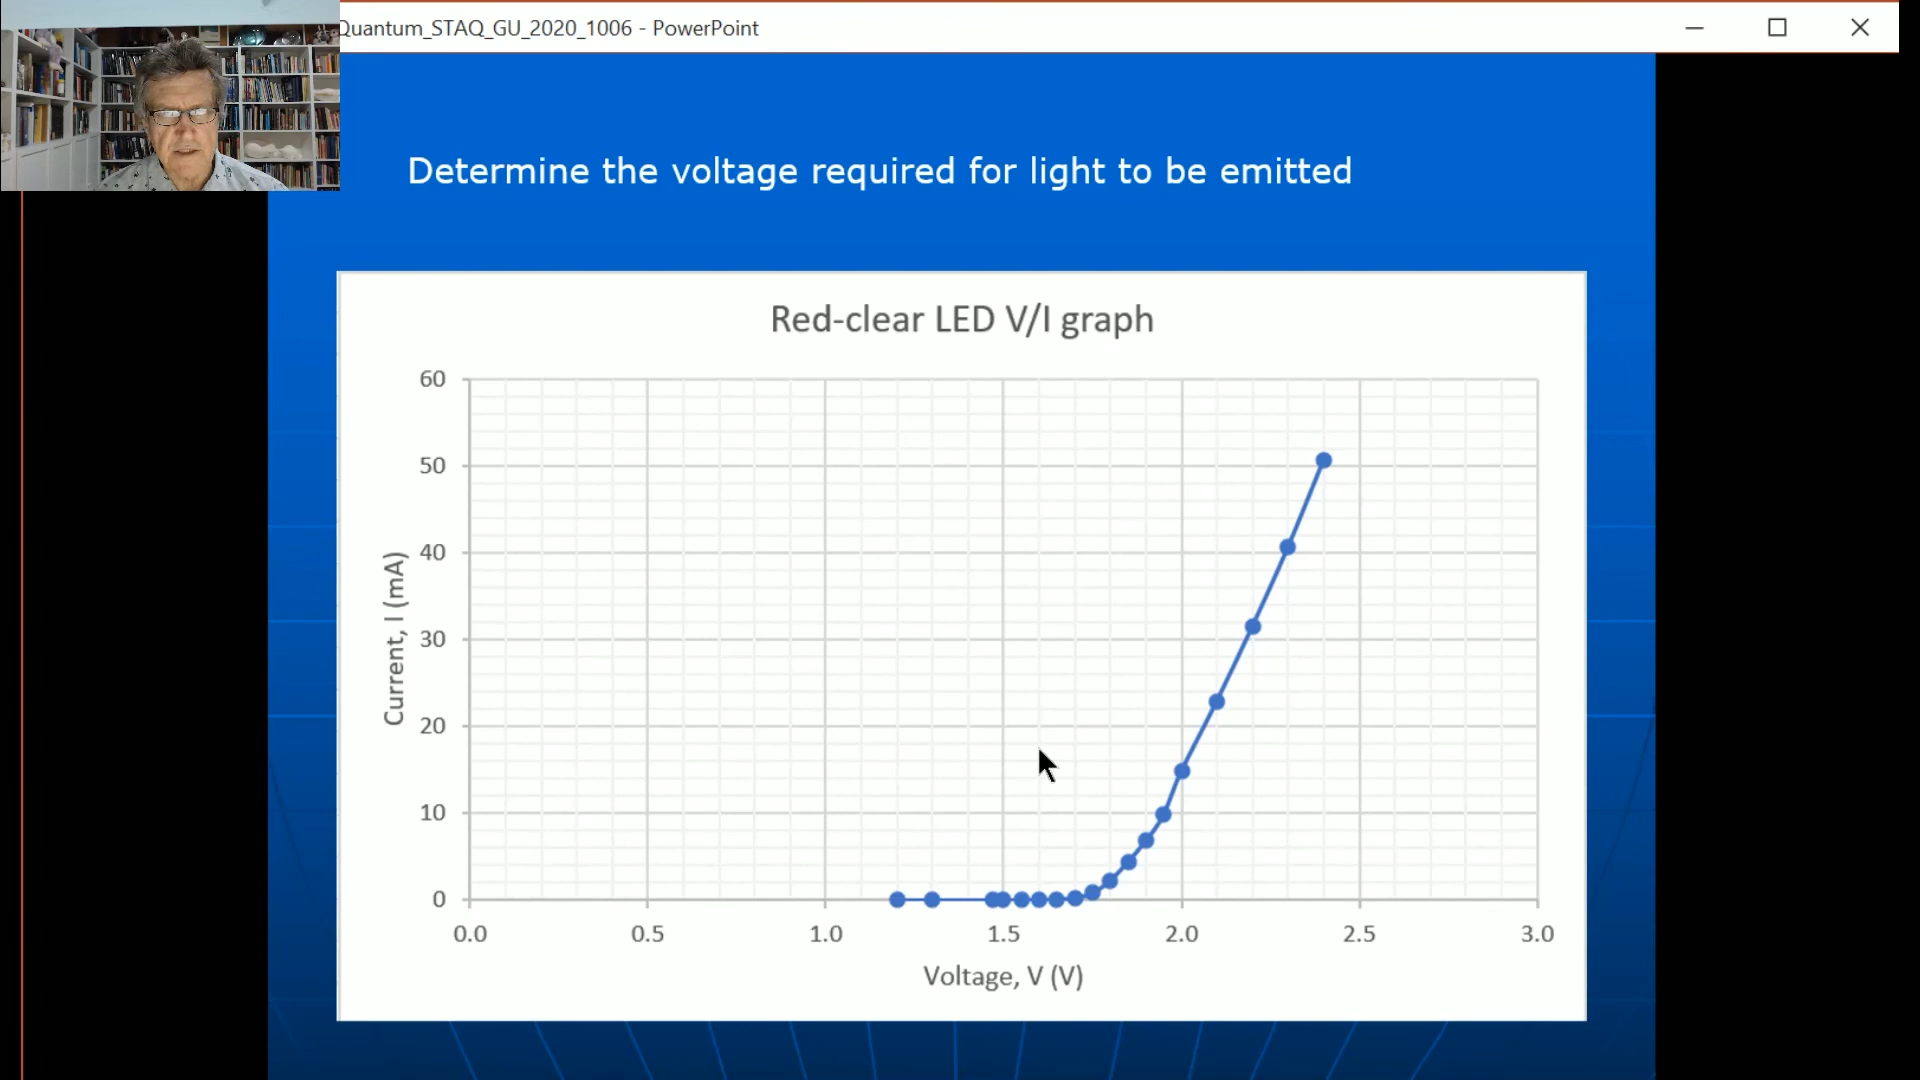 Quantum_STAQ_GU_2020_1006 - PowerPoint
Determine the voltage required for light to be emitted
Red-clear LED V/I graph
60
50
40
30
20
10
0
Current, I (mA)
0.0 0.5 1.0 1.5 2.0 2.5 3.0
Voltage, V (V)